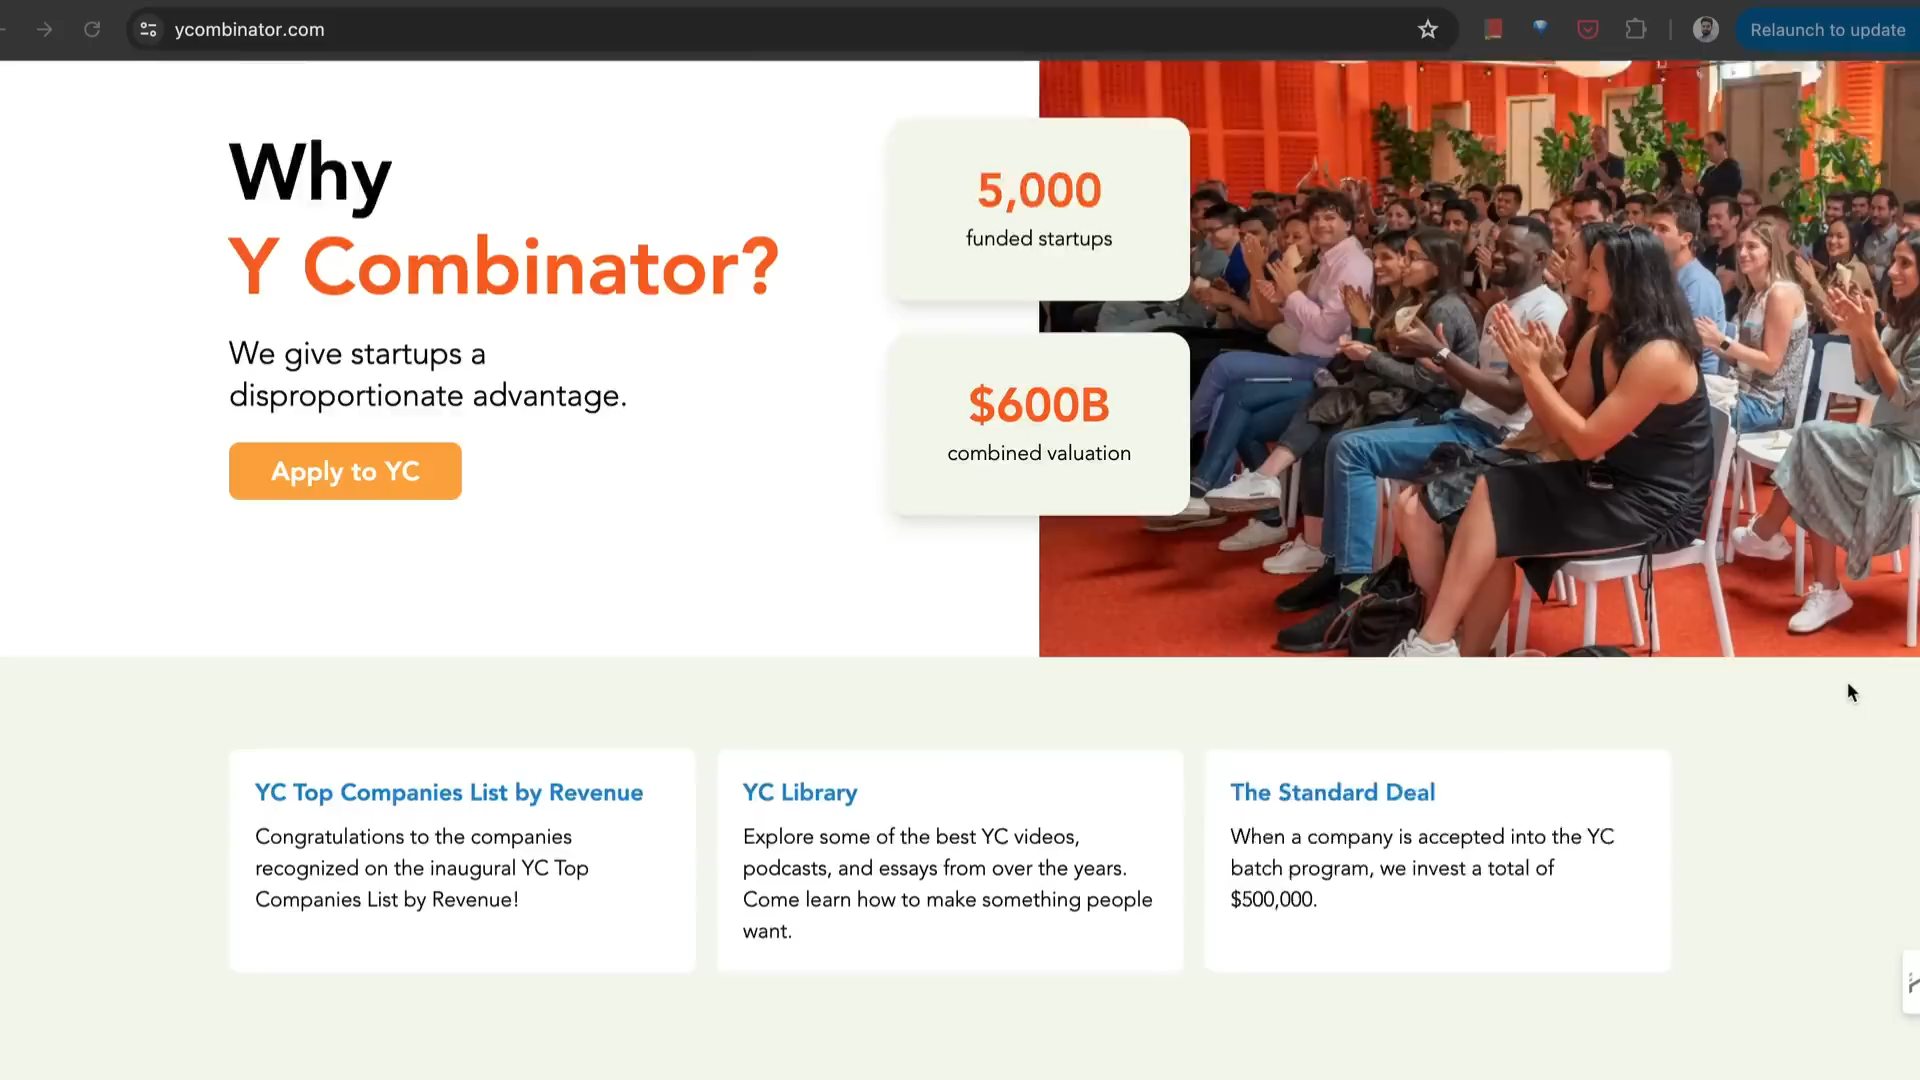 ycombinator.com
Relaunch to update
Why
Y Combinator?
We give startups a
disproportionate advantage.
Apply to YC
5,000
funded startups
$600B
combined valuation
YC Top Companies List by Revenue
Congratulations to the companies
recognized on the inaugural YC Top
Companies List by Revenue!
YC Library
Explore some of the best YC videos,
podcasts, and essays from over the years.
Come learn how to make something people
want.
The Standard Deal
When a company is accepted into the YC
batch program, we invest a total of
$500,000.